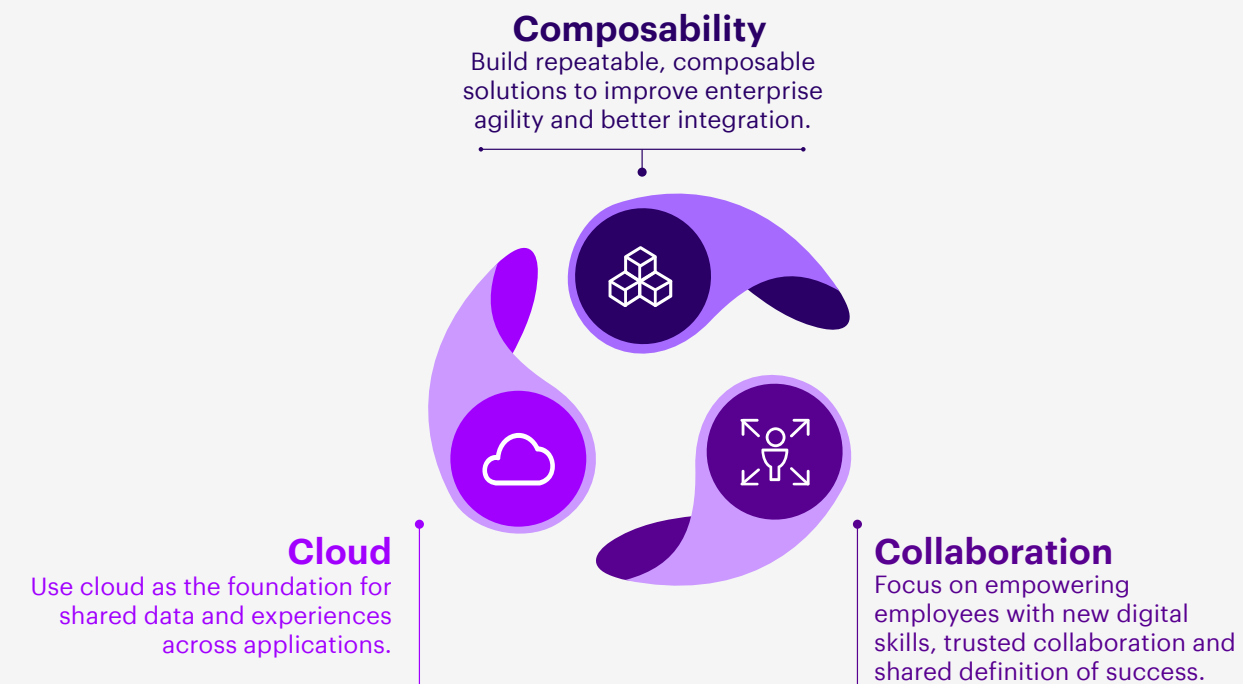 Composability
Build repeatable, composable
solutions to improve enterprise
agility and better integration.
Cloud
Use cloud as the foundation for
shared data and experiences
across applications.
Collaboration
Focus on empowering
employees with new digital
skills, trusted collaboration and
shared definition of success.